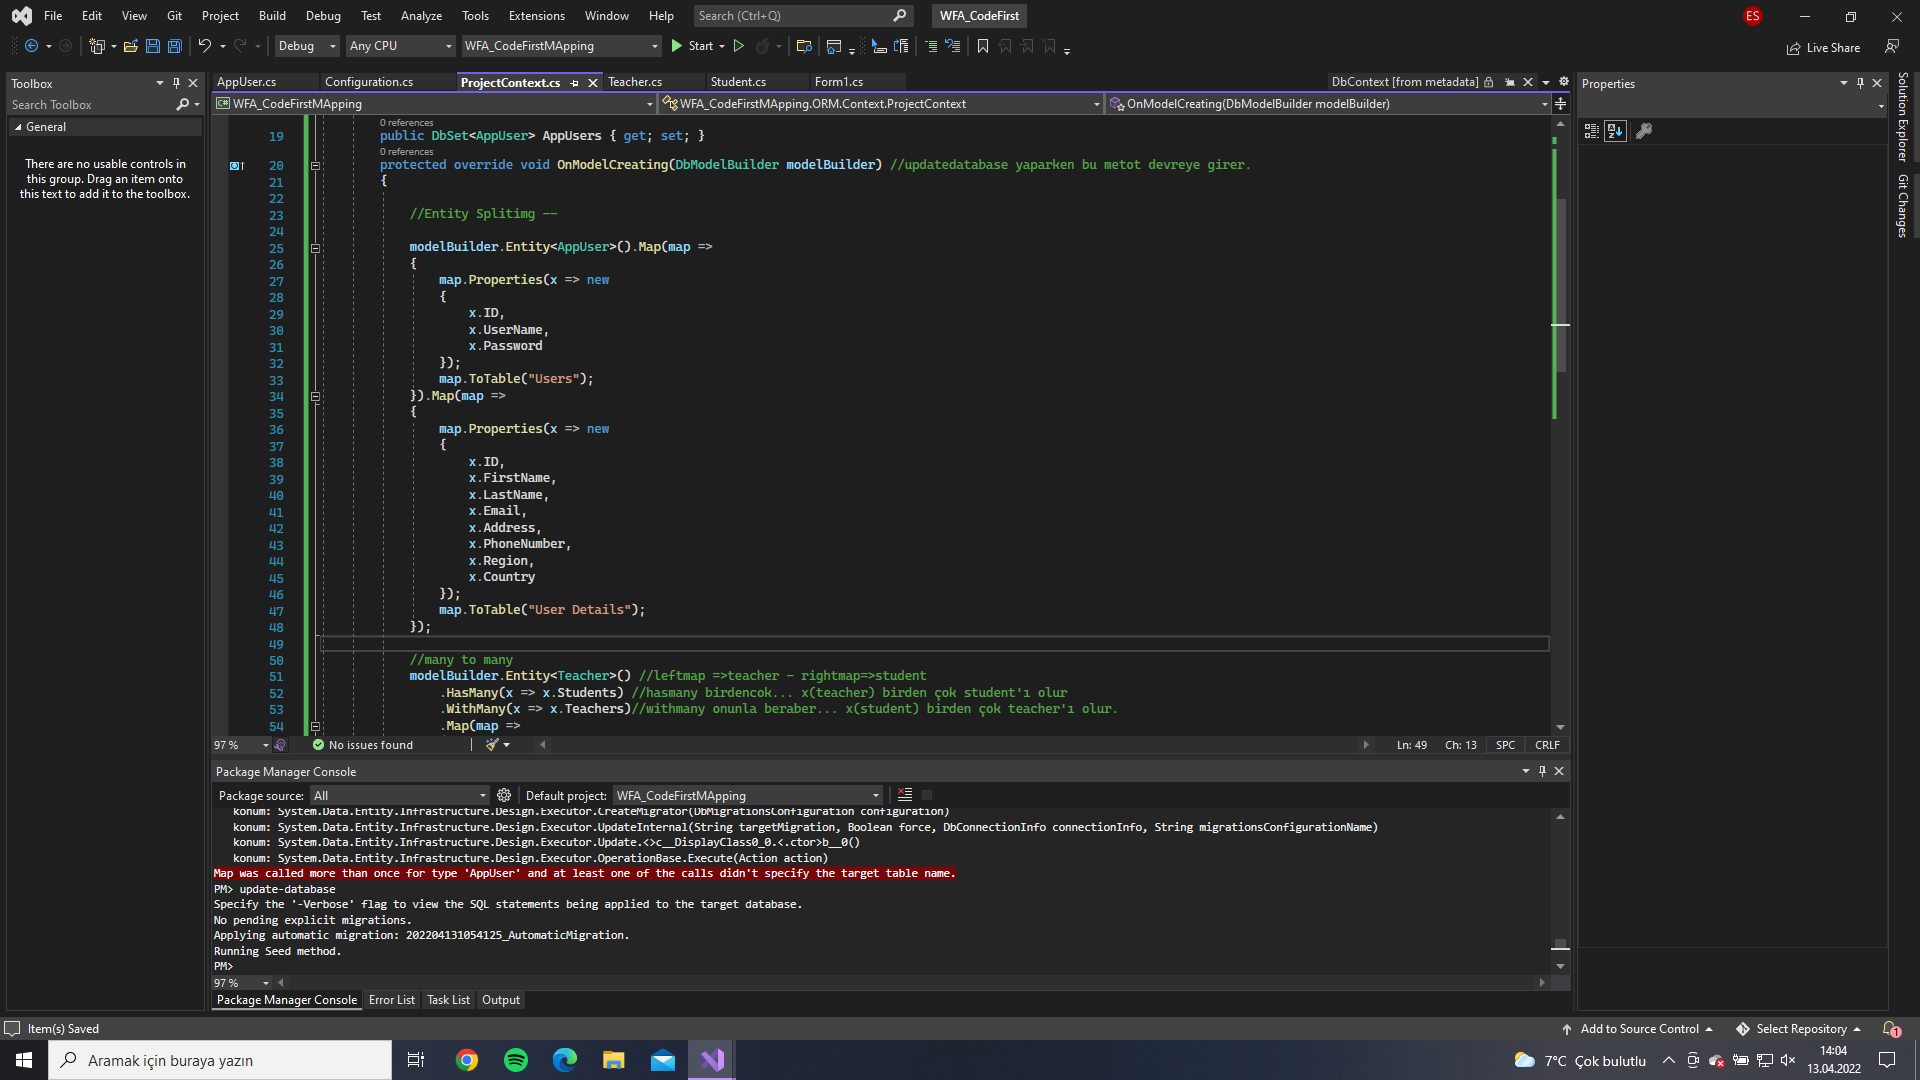 File Edit View Git Project Build Debug Test Analyze Tools Extensions Window Help Search (Ctrl+Q) WFA_CodeFirst ES
Debug Any CPU WFA_CodeFirstMApping Start Live Share
Toolbox
Search Toolbox
General
There are no usable controls in
this group. Drag an item onto
this text to add it to the toolbox.
AppUser.cs Configuration.cs ProjectContext.cs Teacher.cs Student.cs Form1.cs DbContext [from metadata]
C# WFA_CodeFirstMApping WFA_CodeFirstMApping.ORM.Context.ProjectContext OnModelCreating(DbModelBuilder modelBuilder)
0 references
19 public DbSet<AppUser> AppUsers { get; set; }
0 references
20 protected override void OnModelCreating(DbModelBuilder modelBuilder) //updatedatabase yaparken bu metot devreye girer.
21 {
22
23 //Entity Splitimg --
24
25 modelBuilder.Entity<AppUser>().Map(map =>
26 {
27 map.Properties(x => new
28 {
29 x.ID,
30 x.UserName,
31 x.Password
32 });
33 map.ToTable("Users");
34 }).Map(map =>
35 {
36 map.Properties(x => new
37 {
38 x.ID,
39 x.FirstName,
40 x.LastName,
41 x.Email,
42 x.Address,
43 x.PhoneNumber,
44 x.Region,
45 x.Country
46 });
47 map.ToTable("User Details");
48 });
49
50 //many to many
51 modelBuilder.Entity<Teacher>() //leftmap =>teacher - rightmap=>student
52 .HasMany(x => x.Students) //hasmany birdencok... x(teacher) birden çok student'ı olur
53 .WithMany(x => x.Teachers)//withmany onunla beraber... x(student) birden çok teacher'ı olur.
54 .Map(map =>
97 % No issues found Ln: 49 Ch: 13 SPC CRLF
Package Manager Console
Package source: All Default project: WFA_CodeFirstMApping
konum: System.Data.Entity.Infrastructure.Design.Executor.CreateMigrator(DbMigrationsConfiguration configuration)
konum: System.Data.Entity.Infrastructure.Design.Executor.UpdateInternal(String targetMigration, Boolean force, DbConnectionInfo connectionInfo, String migrationsConfigurationName)
konum: System.Data.Entity.Infrastructure.Design.Executor.Update.<>c__DisplayClass0_0.<.ctor>b__0()
konum: System.Data.Entity.Infrastructure.Design.Executor.OperationBase.Execute(Action action)
Map was called more than once for type 'AppUser' and at least one of the calls didn't specify the target table name.
PM> update-database
Specify the '-Verbose' flag to view the SQL statements being applied to the target database.
No pending explicit migrations.
Applying automatic migration: 202204131054125_AutomaticMigration.
Running Seed method.
PM>
97 %
Package Manager Console Error List Task List Output
Properties
Solution Explorer
Git Changes
Item(s) Saved Add to Source Control Select Repository 1
Aramak için buraya yazın 7°C Çok bulutlu 14:04
13.04.2022